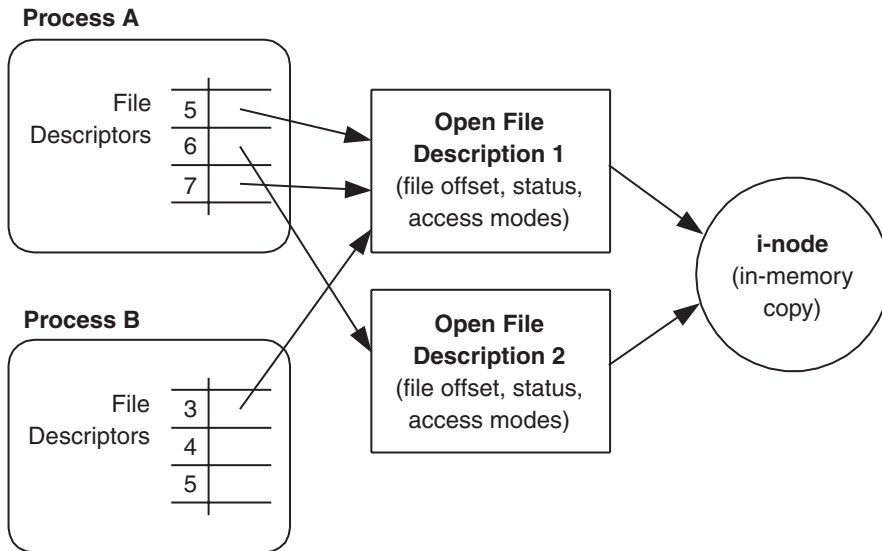 Process A
File
Descriptors
5
6
7
Open File
Description 1
(file offset, status,
access modes)
i-node
(in-memory
copy)
Process B
File
Descriptors
3
4
5
Open File
Description 2
(file offset, status,
access modes)